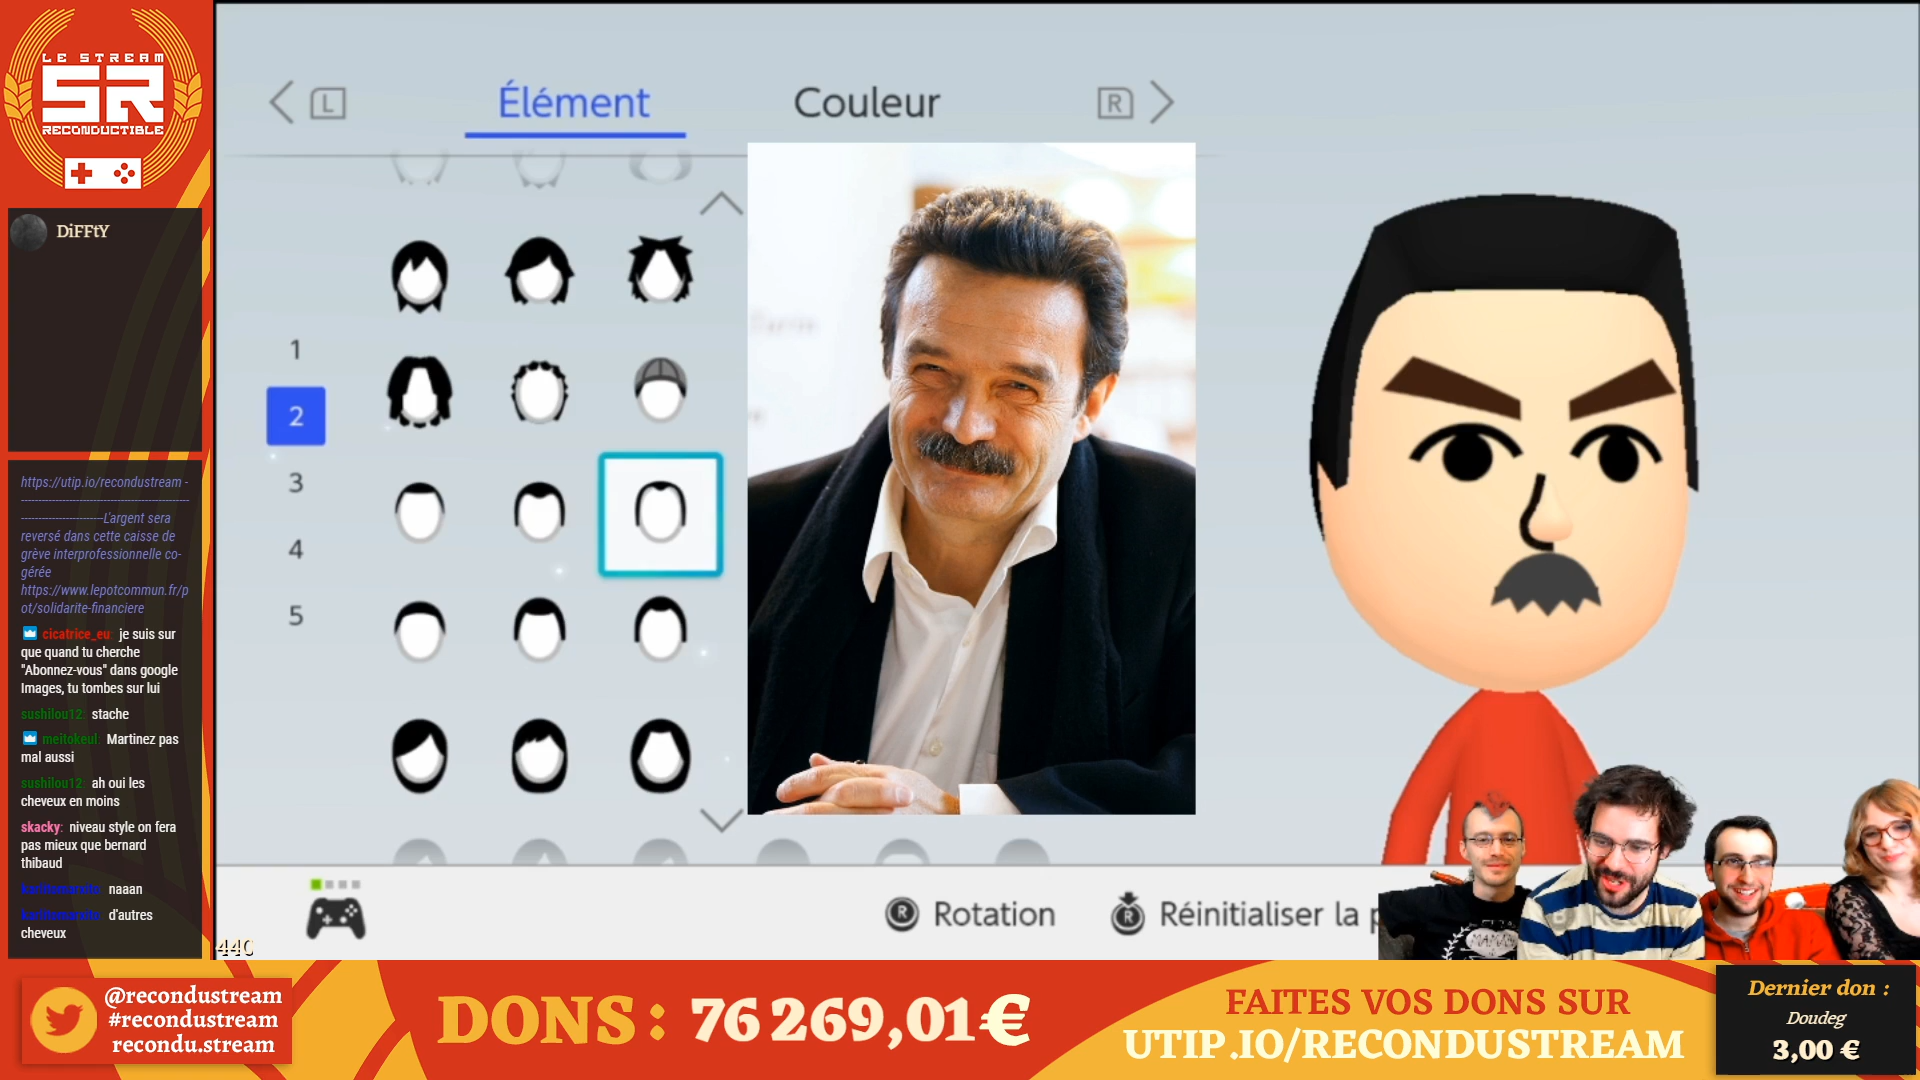 LE STREAM
SR
RECONDUCTIBLE
DiFFtY
https://utip.io/recondustream -
-----------------------------------------------
-----------------------L'argent sera
reversé dans cette caisse de
grève interprofessionnelle co-
gérée
https://www.lepotcommun.fr/p
ot/solidarite-financiere
cicatrice_eu: je suis sur
que quand tu cherche
"Abonnez-vous" dans google
Images, tu tombes sur lui
sushilou12: stache
meitokeul: Martinez pas
mal aussi
sushilou12: ah oui les
cheveux en moins
skacky: niveau style on fera
pas mieux que bernard
thibaud
naaan
d'autres
cheveux
L
Élément
Couleur
R
1
2
3
4
5
R Rotation
R Réinitialiser la p
440
@recondustream
#recondustream
recondu.stream
DONS : 76 269,01€
FAITES VOS DONS SUR
UTIP.IO/RECONDUSTREAM
Dernier don :
Doudeg
3,00 €